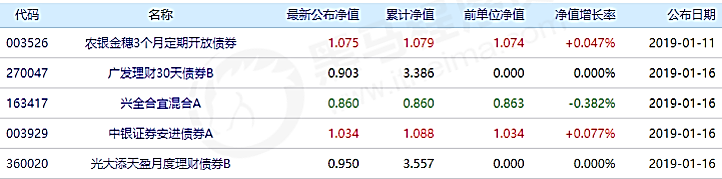 代码 名称 最新公布净值 累计净值 前单位净值 净值增长率 公布日期
003526 农银金穗3个月定期开放债券 1.075 1.079 1.074 +0.047% 2019-01-11
270047 广发理财30天债券B 0.903 3.386 0.000 0.000% 2019-01-16
163417 兴全合宜混合A 0.860 0.860 0.863 -0.382% 2019-01-16
003929 中银证券安进债券A 1.034 1.088 1.034 +0.077% 2019-01-16
360020 光大添天盈月度理财债券B 0.950 3.557 0.000 0.000% 2019-01-16